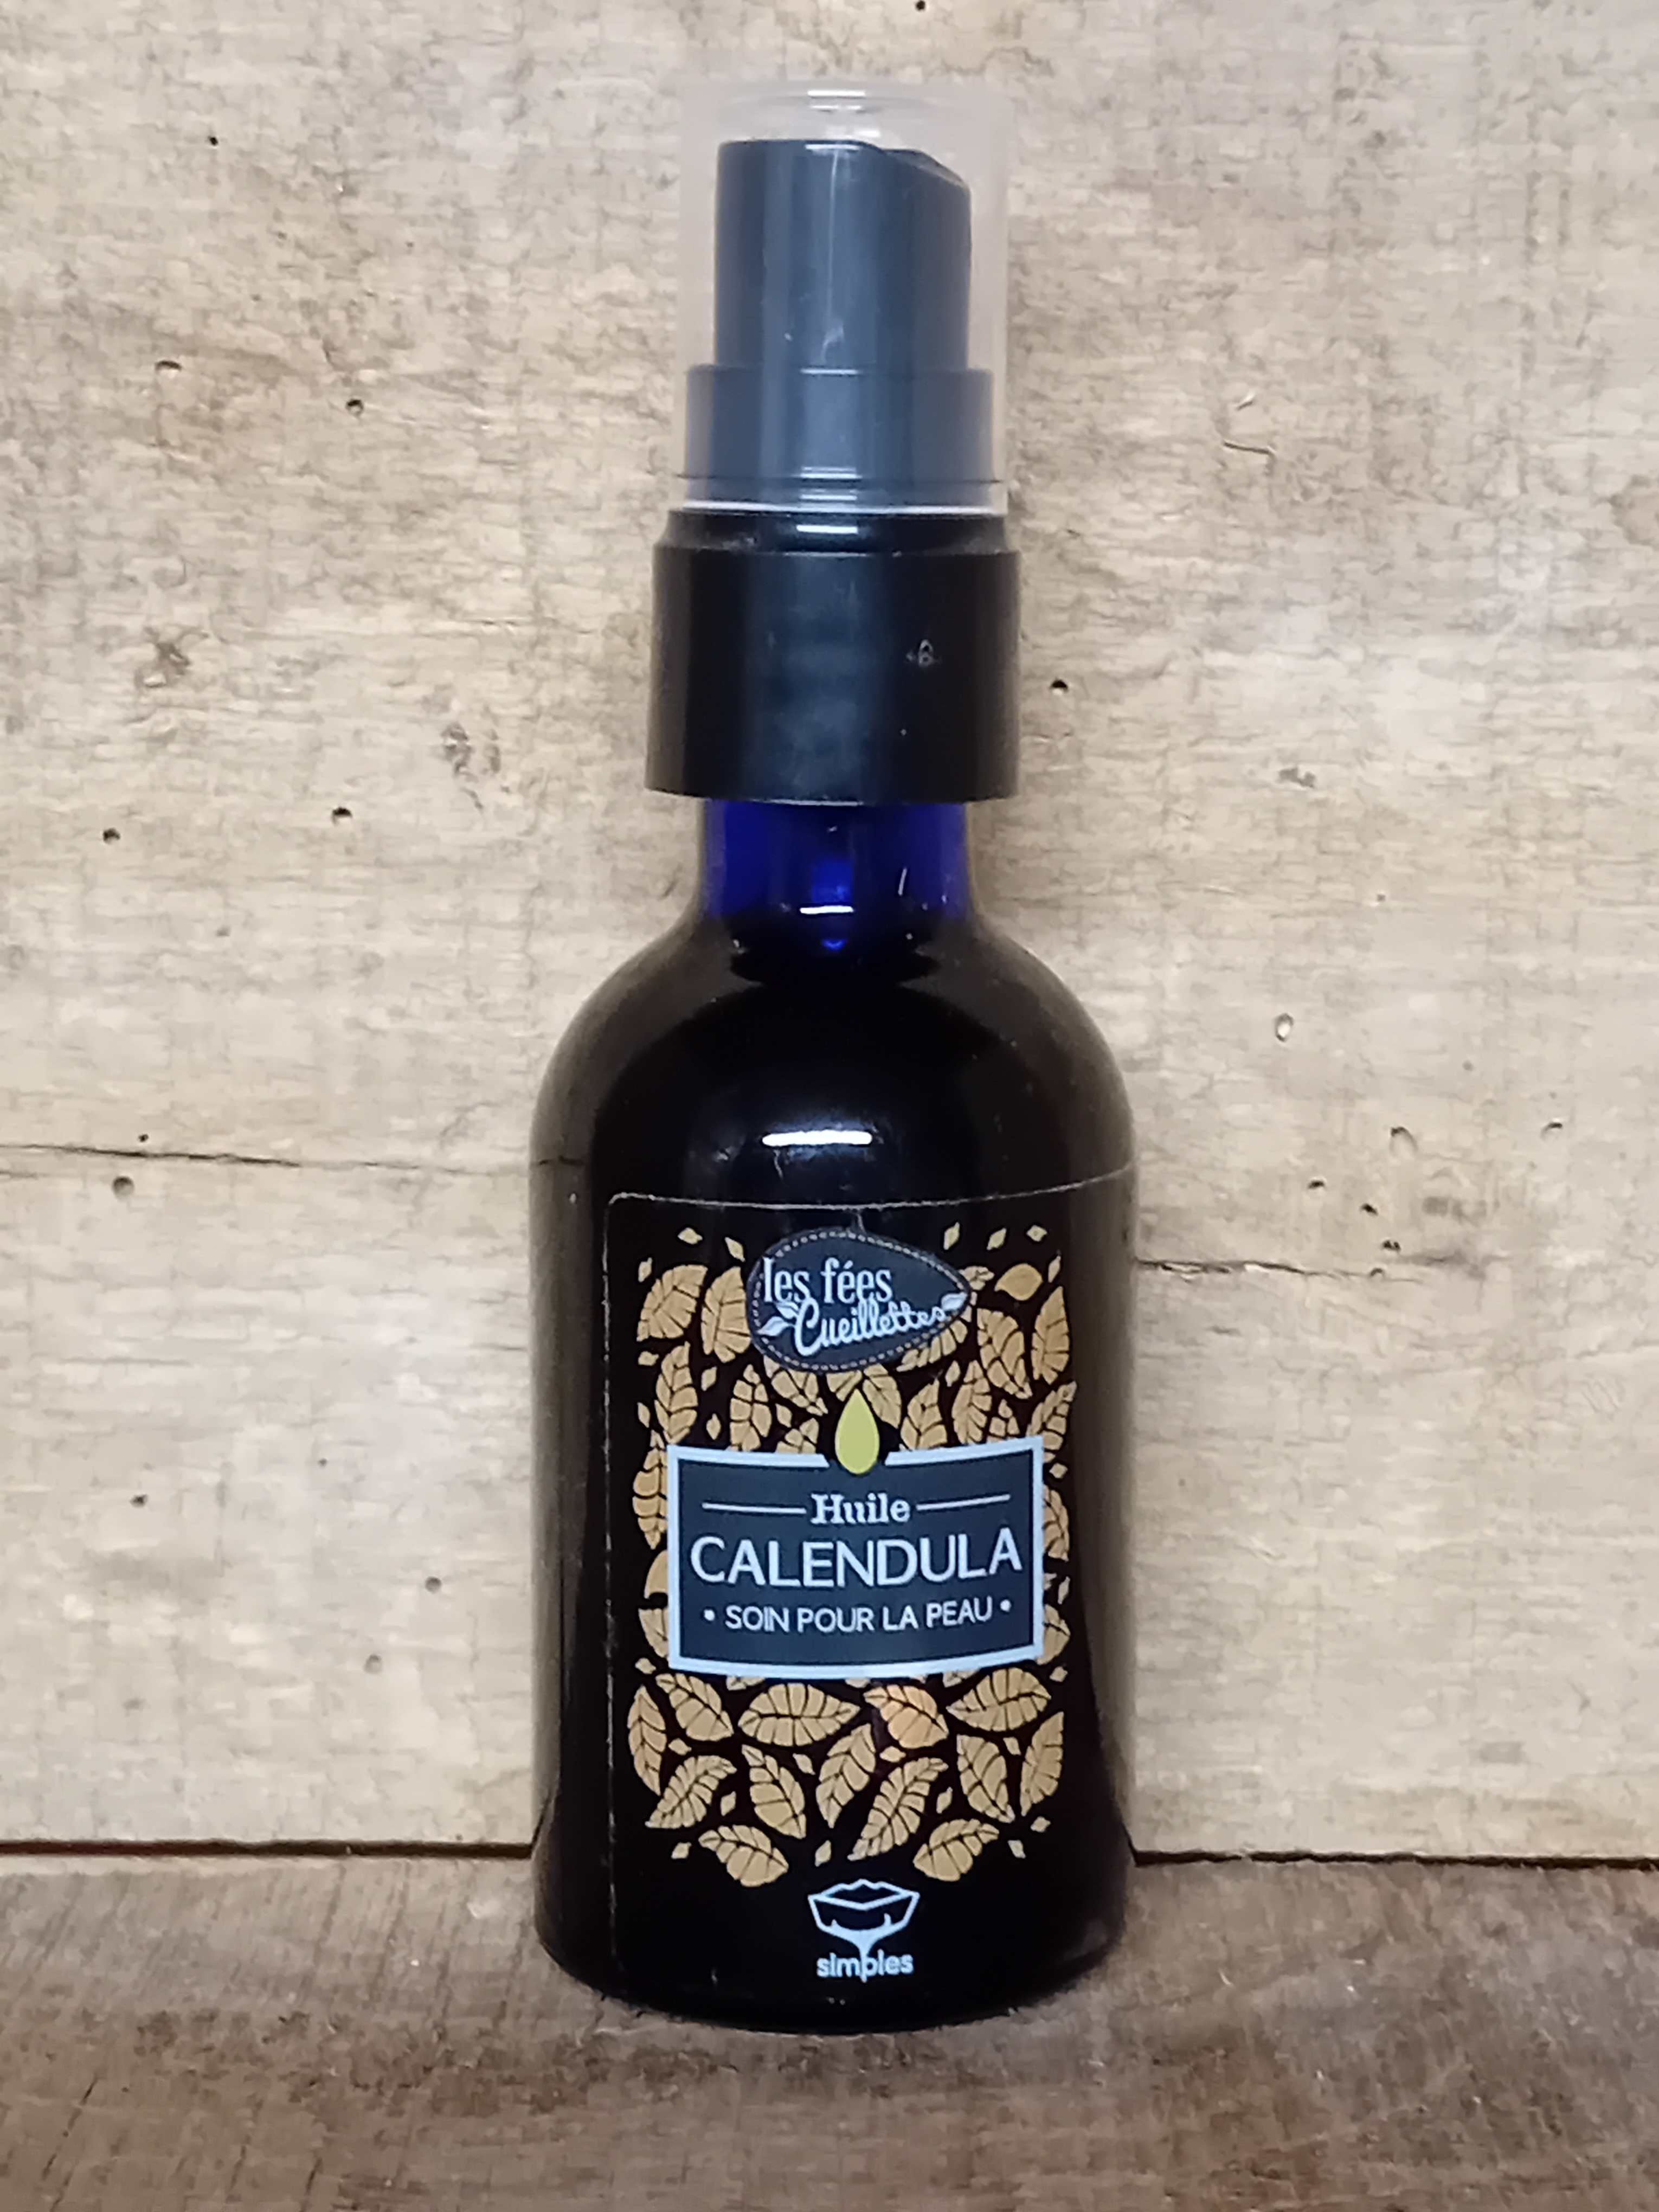 les fées
Cueillettes
Huile
CALENDULA
• SOIN POUR LA PEAU •
simples